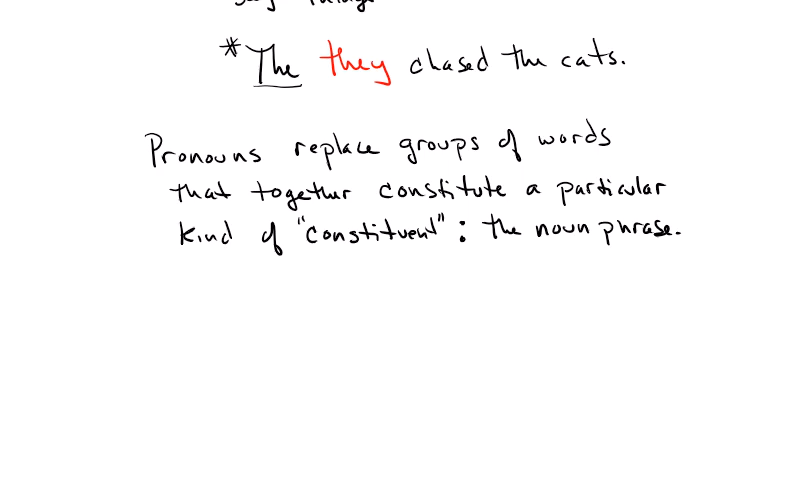 *The they chased the cats.
Pronouns replace groups of words
that together constitute a particular
kind of "constituent": the noun phrase.